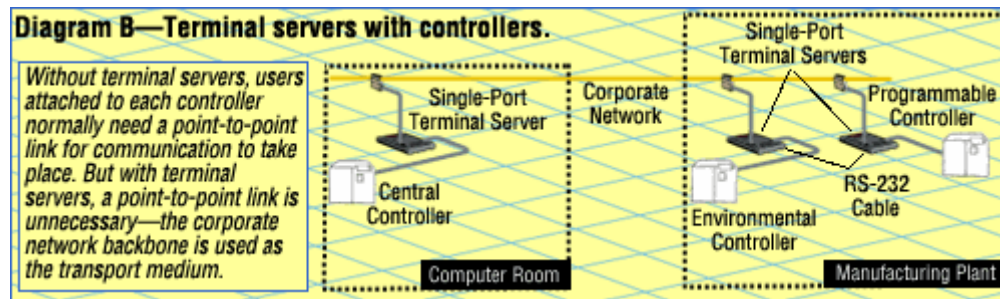 Diagram B—Terminal servers with controllers.
Without terminal servers, users
attached to each controller
normally need a point-to-point
link for communication to take
place. But with terminal
servers, a point-to-point link is
unnecessary—the corporate
network backbone is used as
the transport medium.
Single-Port
Terminal Server
Central
Controller
Computer Room
Corporate
Network
Single-Port
Terminal Servers
Programmable
Controller
RS-232
Cable
Environmental
Controller
Manufacturing Plant